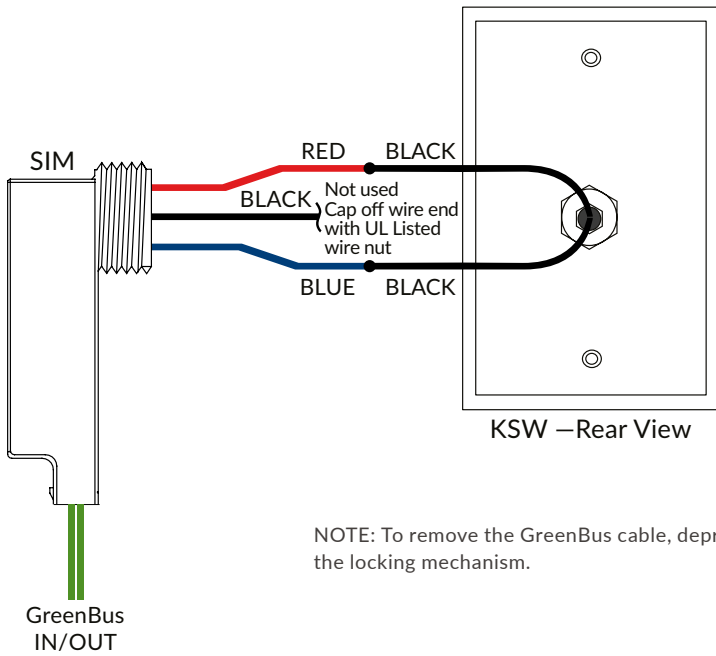 SIM
RED
BLACK
BLACK
Not used
Cap off wire end
with UL Listed
wire nut
BLUE
BLACK
KSW —Rear View
NOTE: To remove the GreenBus cable,
the locking mechanism.
GreenBus
IN/OUT